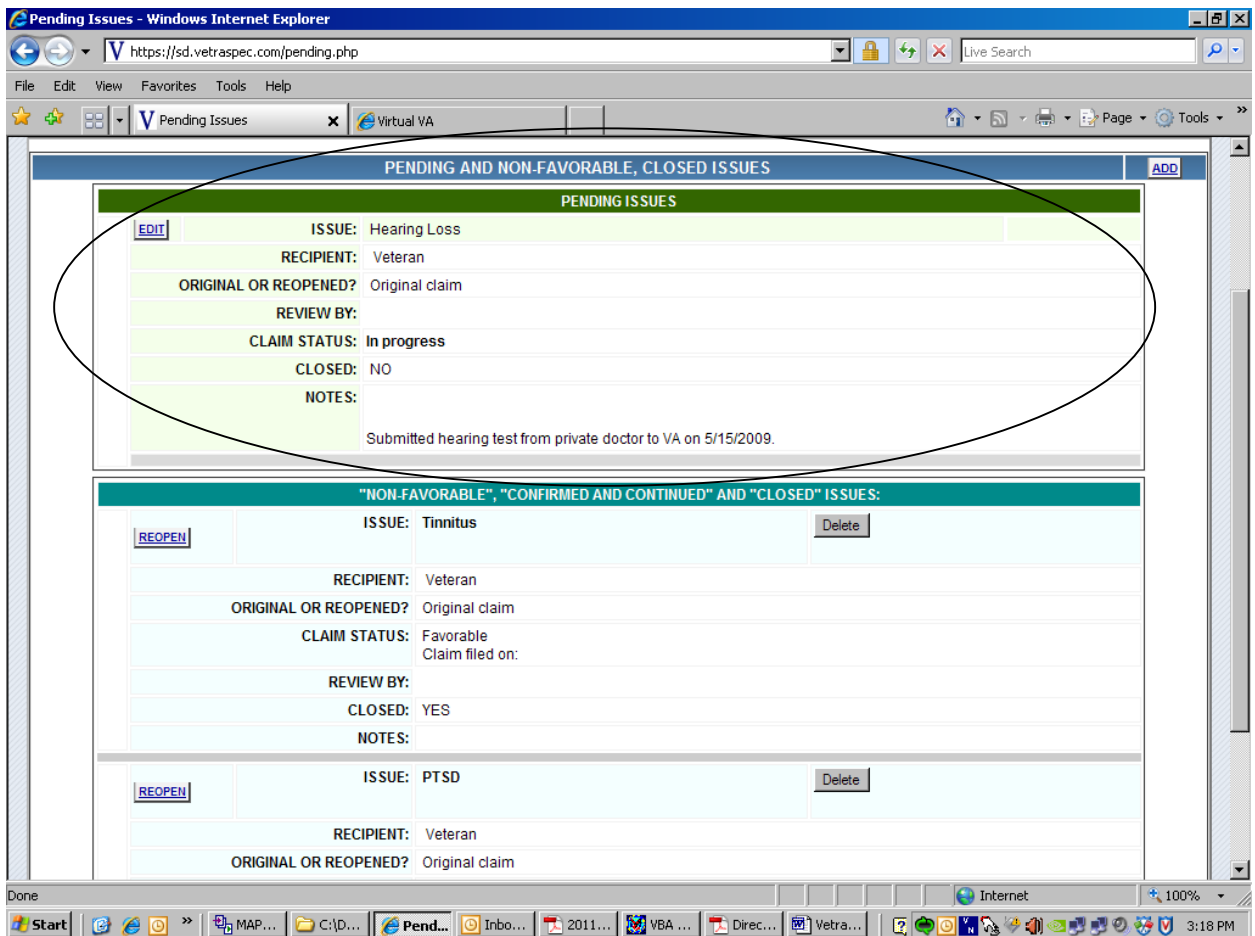 Pending Issues - Windows Internet Explorer
V https://sd.vetraspec.com/pending.php
Live Search
File Edit View Favorites Tools Help
V Pending Issues
Virtual VA
Page
Tools
»
PENDING AND NON-FAVORABLE, CLOSED ISSUES
ADD
PENDING ISSUES
EDIT
ISSUE: Hearing Loss
RECIPIENT: Veteran
ORIGINAL OR REOPENED? Original claim
REVIEW BY:
CLAIM STATUS: In progress
CLOSED: NO
NOTES:
Submitted hearing test from private doctor to VA on 5/15/2009.
"NON-FAVORABLE", "CONFIRMED AND CONTINUED" AND "CLOSED" ISSUES:
REOPEN
ISSUE: Tinnitus
Delete
RECIPIENT: Veteran
ORIGINAL OR REOPENED? Original claim
CLAIM STATUS: Favorable
Claim filed on:
REVIEW BY:
CLOSED: YES
NOTES:
REOPEN
ISSUE: PTSD
Delete
RECIPIENT: Veteran
ORIGINAL OR REOPENED? Original claim
Done
Internet
100%
Start
»
MAP...
C:\D...
Pend...
Inbo...
2011...
VBA ...
Direc...
Vetra...
3:18 PM